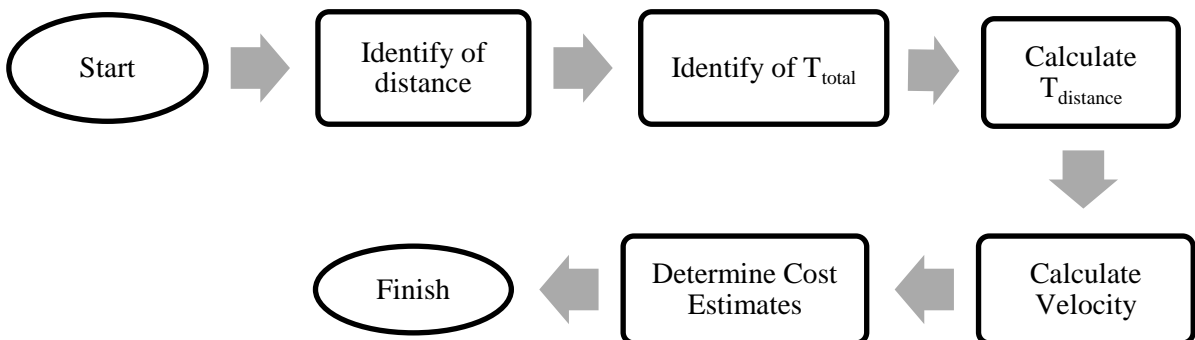 Start
Identify of
distance
Identify of T_total
Calculate
T_distance
Calculate
Velocity
Determine Cost
Estimates
Finish